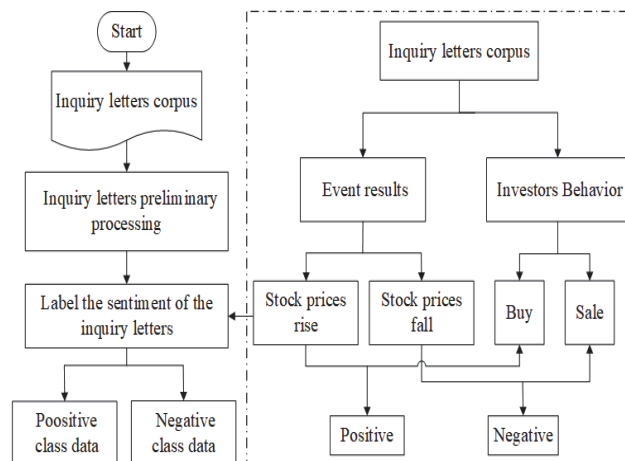 Start
Inquiry letters corpus
Inquiry letters preliminary
processing
Label the sentiment of the
inquiry letters
Poositive
class data
Negative
class data
Inquiry letters corpus
Event results
Investors Behavior
Stock prices
rise
Stock prices
fall
Buy
Sale
Positive
Negative